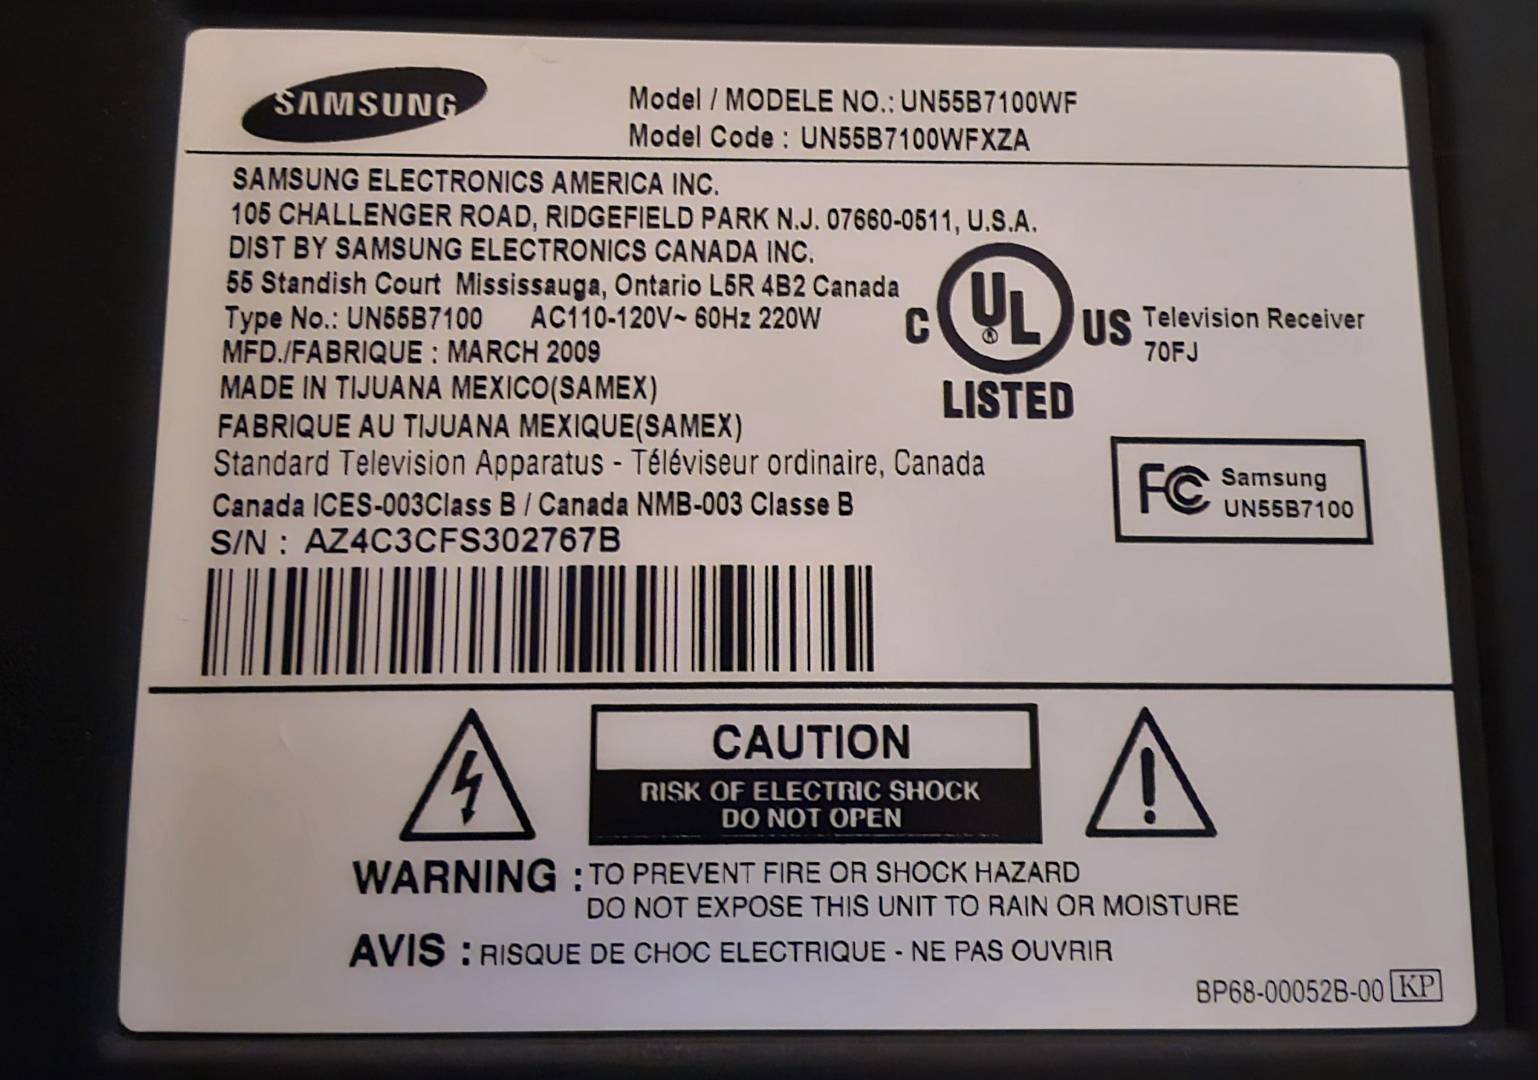 SAMSUNG
Model / MODELE NO.: UN55B7100WF
Model Code : UN55B7100WFXZA
SAMSUNG ELECTRONICS AMERICA INC.
105 CHALLENGER ROAD, RIDGEFIELD PARK N.J. 07660-0511, U.S.A.
DIST BY SAMSUNG ELECTRONICS CANADA INC.
55 Standish Court Mississauga, Ontario L5R 4B2 Canada
Type No.: UN55B7100 AC110-120V~ 60Hz 220W
MFD./FABRIQUE : MARCH 2009
MADE IN TIJUANA MEXICO(SAMEX)
FABRIQUE AU TIJUANA MEXIQUE(SAMEX)
Standard Television Apparatus - Téléviseur ordinaire, Canada
Canada ICES-003Class B / Canada NMB-003 Classe B
S/N : AZ4C3CFS302767B
C UL ® US
LISTED
Television Receiver
70FJ
FC Samsung
UN55B7100
CAUTION
RISK OF ELECTRIC SHOCK
DO NOT OPEN
WARNING : TO PREVENT FIRE OR SHOCK HAZARD
DO NOT EXPOSE THIS UNIT TO RAIN OR MOISTURE
AVIS : RISQUE DE CHOC ELECTRIQUE - NE PAS OUVRIR
BP68-00052B-00 KP